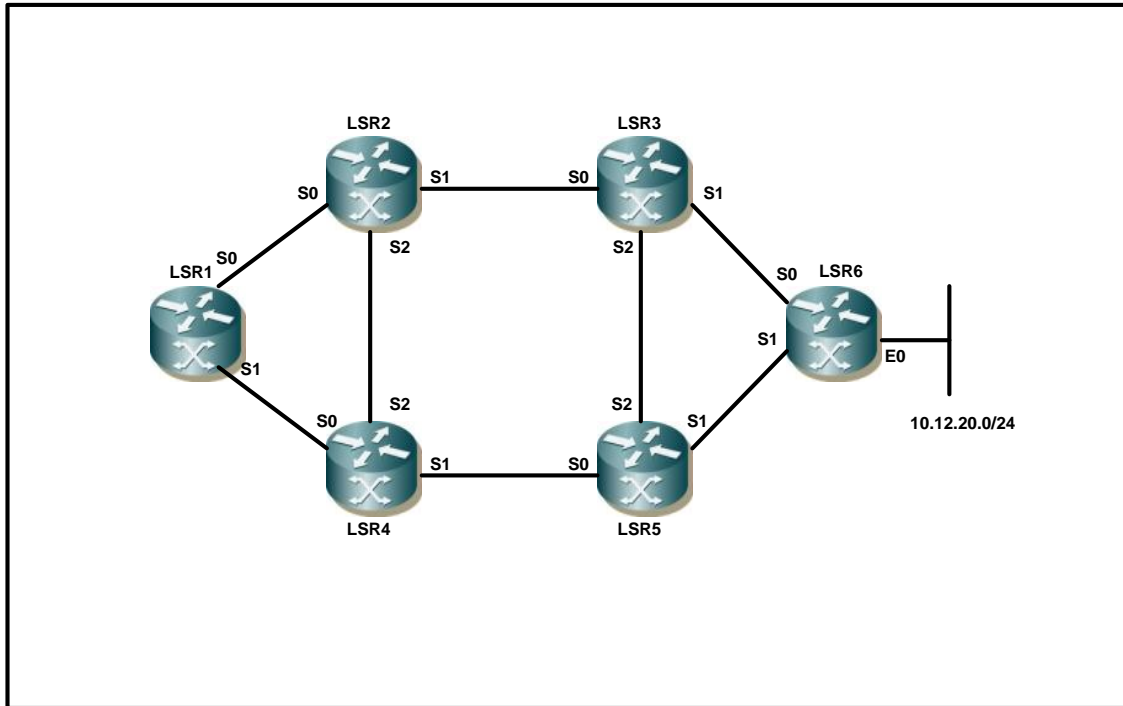 LSR2
LSR3
S0
S1
S0
S1
S2
S2
S0
LSR1
S0
LSR6
S1
S1
E0
S0
S2
S2
S1
10.12.20.0/24
S1
S0
LSR4
LSR5